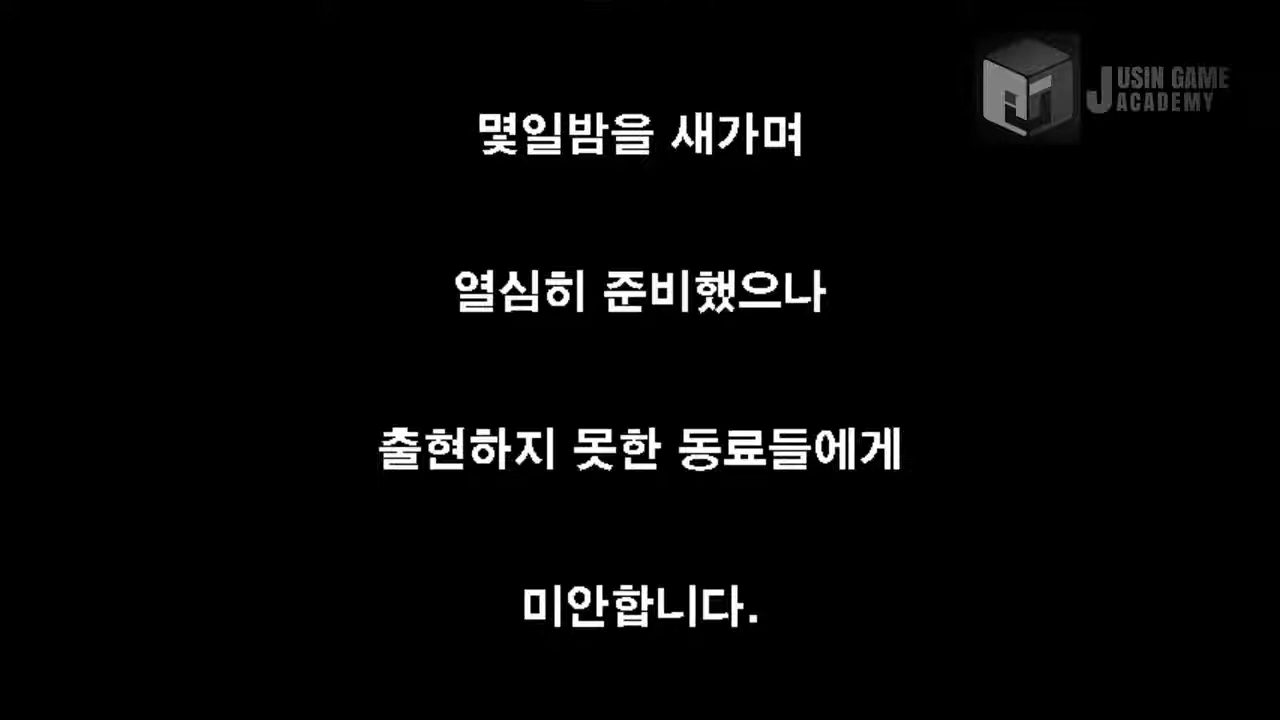 몇일밤을 새가며
열심히 준비했으나
출현하지 못한 동료들에게
미안합니다.
JUSIN GAME
ACADEMY